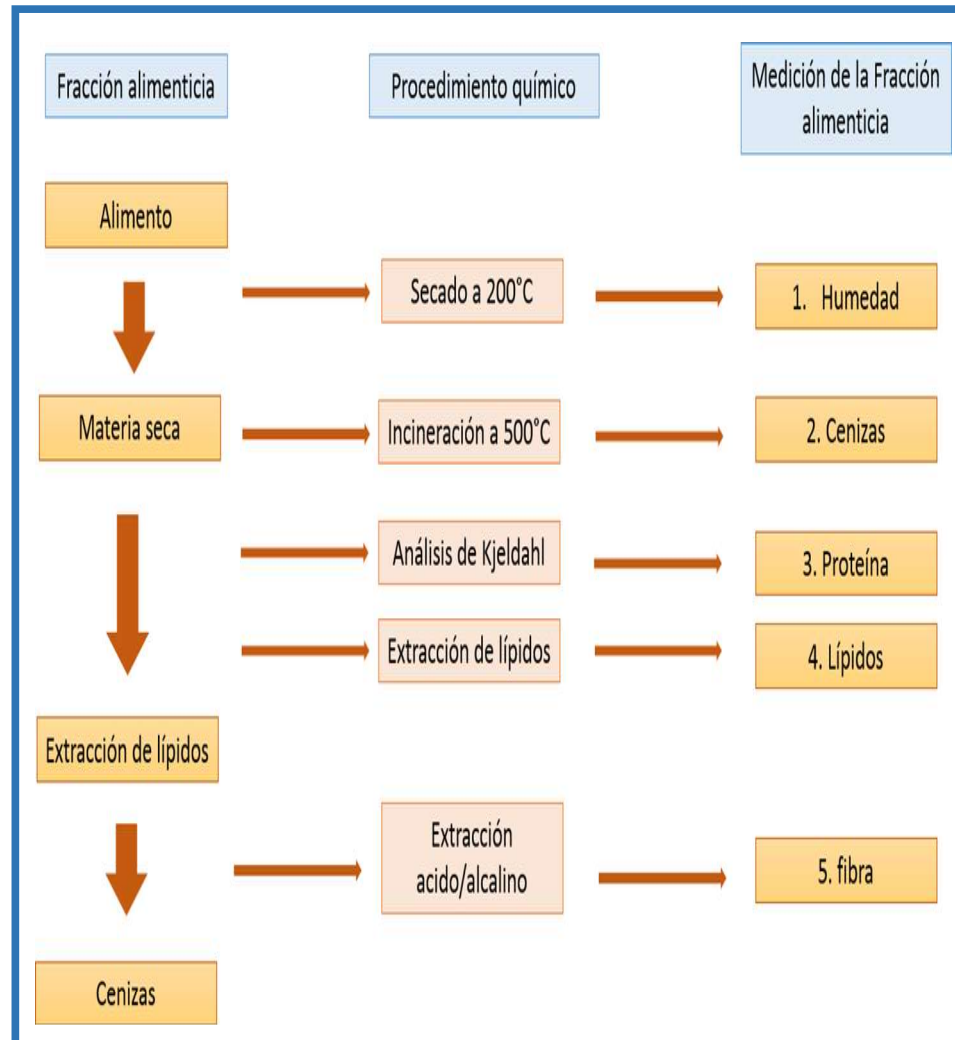 Fracción alimenticia
Procedimiento químico
Medición de la Fracción
alimenticia
Alimento
Secado a 200°C
1. Humedad
Materia seca
Incineración a 500°C
2. Cenizas
Análisis de Kjeldahl
3. Proteína
Extracción de lípidos
4. Lípidos
Extracción de lípidos
Extracción
acido/alcalino
5. fibra
Cenizas